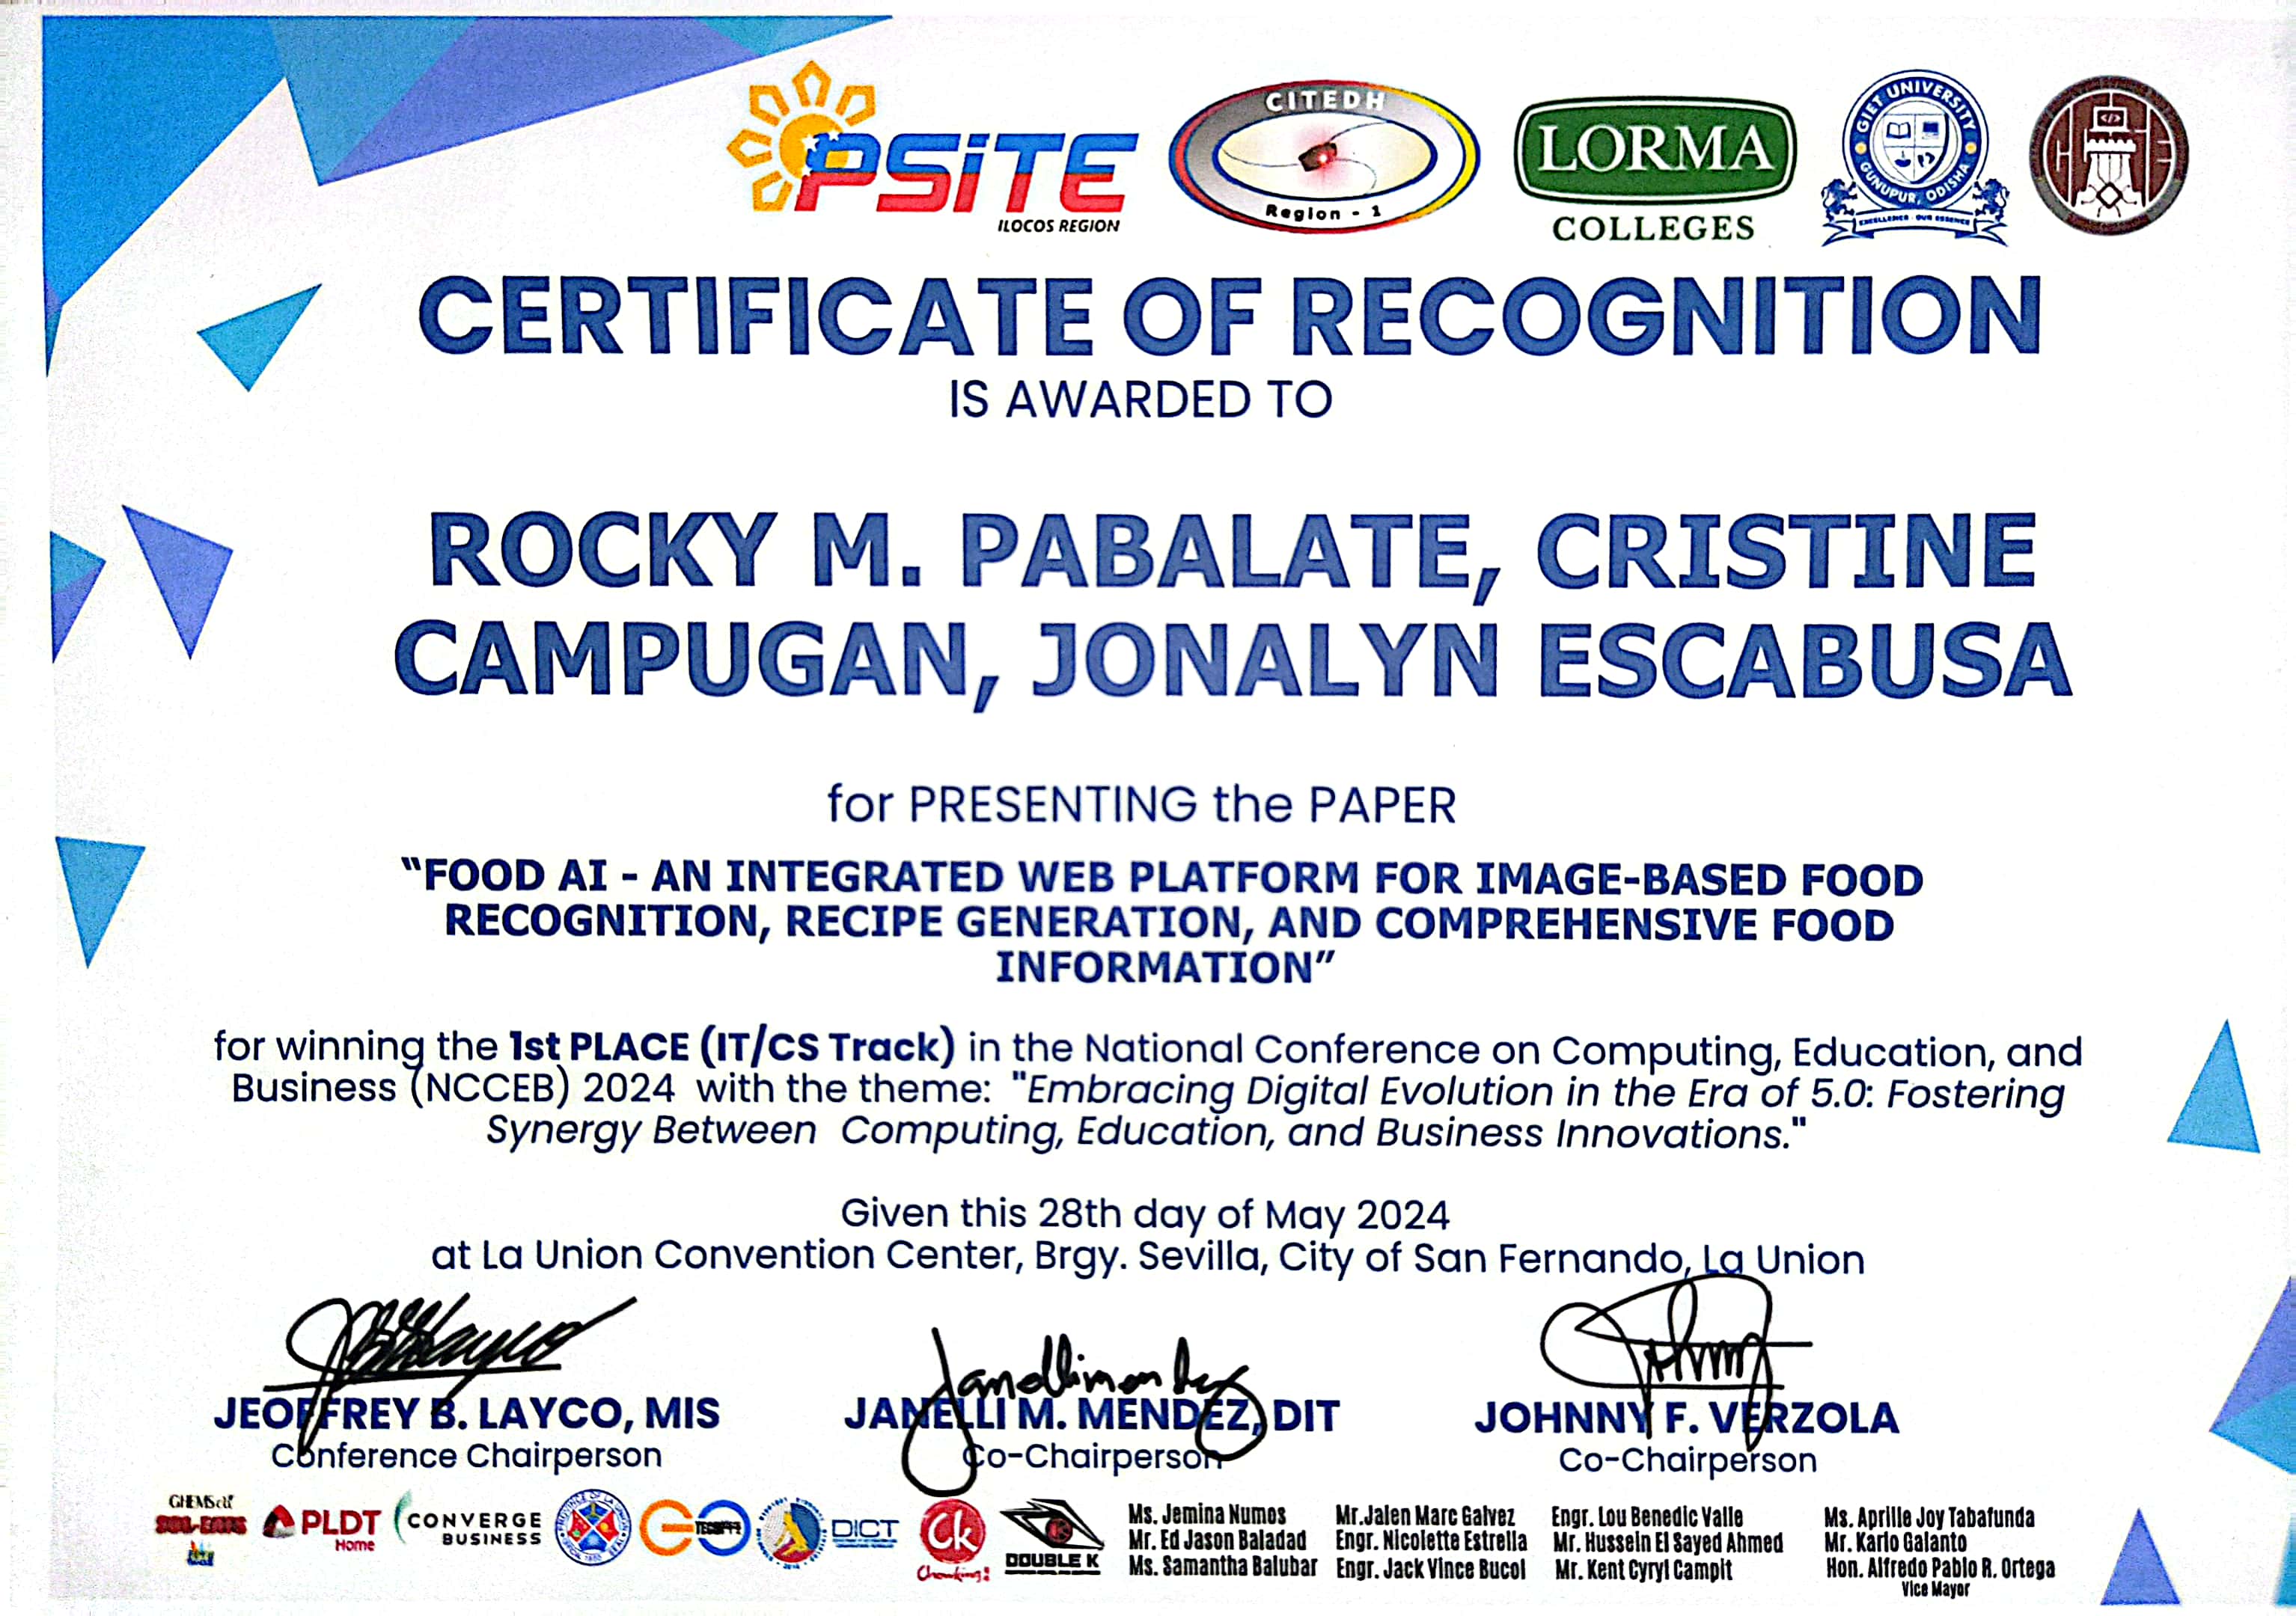 PSiTE
ILOCOS REGION
CITEDH
Region - 1
LORMA
COLLEGES
GIET UNIVERSITY
GUNUPUR, ODISHA
EXCELLENCE OUR ESSENCE
CERTIFICATE OF RECOGNITION
IS AWARDED TO
ROCKY M. PABALATE, CRISTINE
CAMPUGAN, JONALYN ESCABUSA
for PRESENTING the PAPER
“FOOD AI - AN INTEGRATED WEB PLATFORM FOR IMAGE-BASED FOOD
RECOGNITION, RECIPE GENERATION, AND COMPREHENSIVE FOOD
INFORMATION”
for winning the 1st PLACE (IT/CS Track) in the National Conference on Computing, Education, and
Business (NCCEB) 2024 with the theme: "Embracing Digital Evolution in the Era of 5.0: Fostering
Synergy Between Computing, Education, and Business Innovations."
Given this 28th day of May 2024
at La Union Convention Center, Brgy. Sevilla, City of San Fernando, La Union
JEOFFREY B. LAYCO, MIS
Conference Chairperson
JANELLI M. MENDEZ, DIT
Co-Chairperson
JOHNNY F. VERZOLA
Co-Chairperson
PLDT
Home
CONVERGE
BUSINESS
DICT
Ck
Chowking
DOUBLE K
Ms. Jemina Numos
Mr. Ed Jason Baladad
Ms. Samantha Balubar
Mr.Jalen Marc Galvez
Engr. Nicolette Estrella
Engr. Jack Vince Bucol
Engr. Lou Benedic Valle
Mr. Hussein El Sayed Ahmed
Mr. Kent Cyryl Campit
Ms. Aprille Joy Tabafunda
Mr. Karlo Galanto
Hon. Alfredo Pablo R. Ortega
Vice Mayor